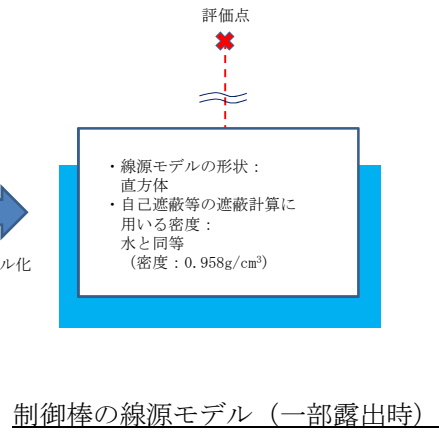 評価点
・線源モデルの形状：
直方体
・自己遮蔽等の遮蔽計算に
用いる密度：
水と同等
（密度：0.958g/cm³）
ル化
制御棒の線源モデル（一部露出時）